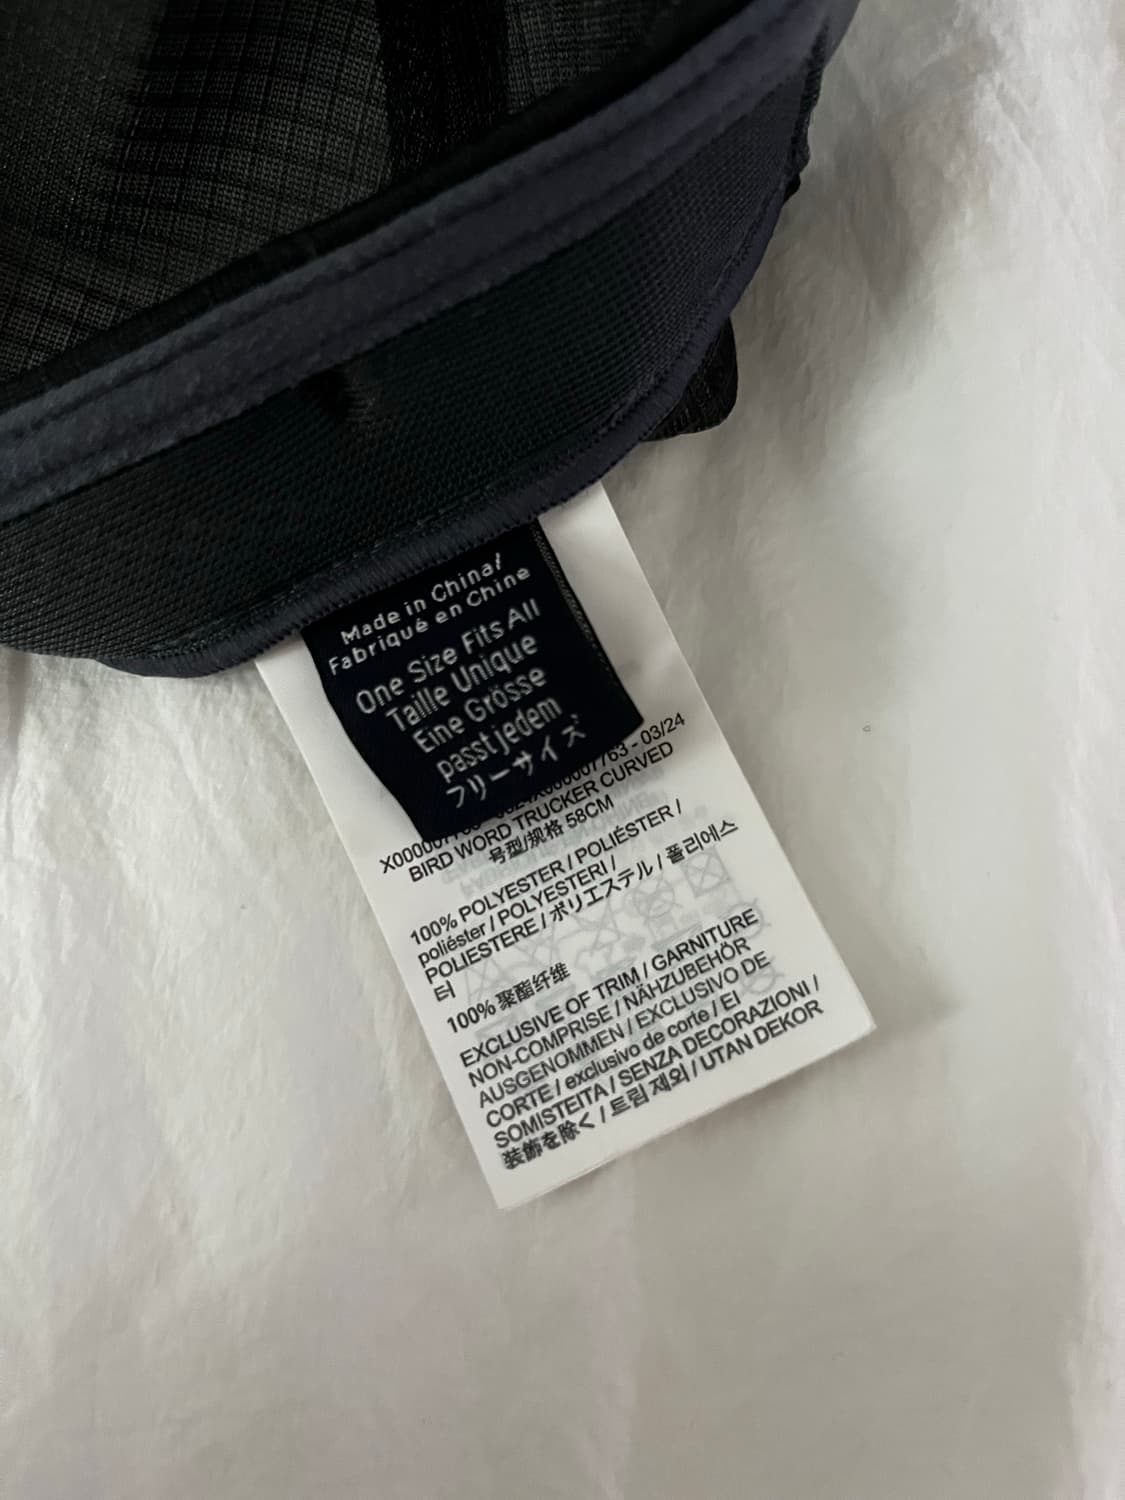 Made in China/
Fabriqué en Chine
One Size Fits All
Taille Unique
Eine Grösse
passt jedem
フリーサイズ
X000007763 - 03/24
BIRD WORD TRUCKER CURVED
号型/规格 58CM
100% POLYESTER / POLIÉSTER /
poliéster / POLYESTERI /
POLIESTERE / ポリエステル / 폴리에스
터
100% 聚酯纤维
EXCLUSIVE OF TRIM / GARNITURE
NON-COMPRISE / NÄHZUBEHÖR
AUSGENOMMEN / EXCLUSIVO DE
CORTE / exclusivo de corte / EI
SOMISTEITA / SENZA DECORAZIONI /
装飾を除く / 트림 제외 / UTAN DEKOR